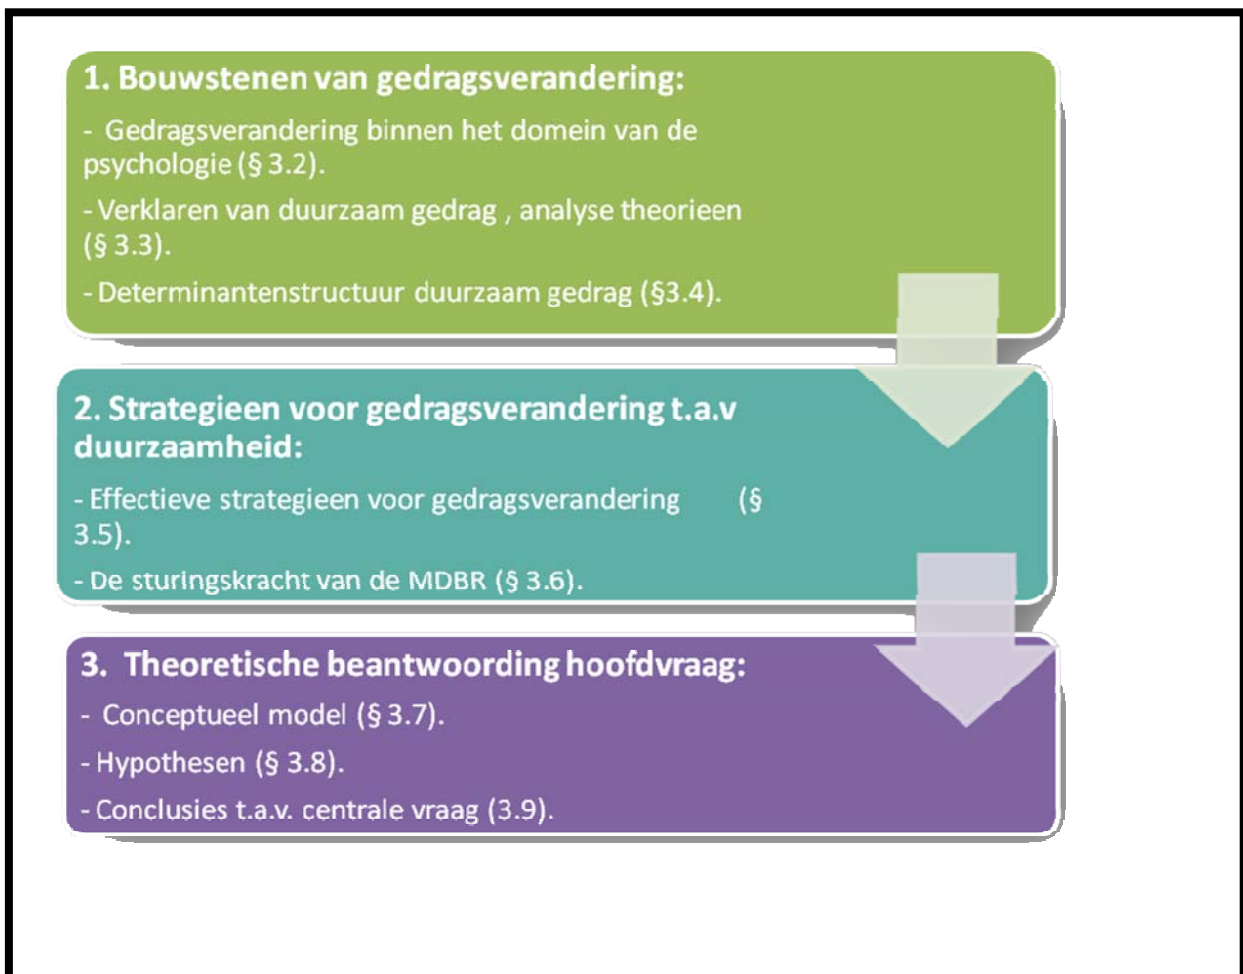 1. Bouwstenen van gedragsverandering:
- Gedragsverandering binnen het domein van de
psychologie (§ 3.2).
- Verklaren van duurzaam gedrag , analyse theorieen
(§ 3.3).
- Determinantenstructuur duurzaam gedrag (§3.4).
2. Strategieen voor gedragsverandering t.a.v
duurzaamheid:
- Effectieve strategieen voor gedragsverandering (§
3.5).
- De sturingskracht van de MDBR (§ 3.6).
3. Theoretische beantwoording hoofdvraag:
- Conceptueel model (§ 3.7).
- Hypothesen (§ 3.8).
- Conclusies t.a.v. centrale vraag (3.9).